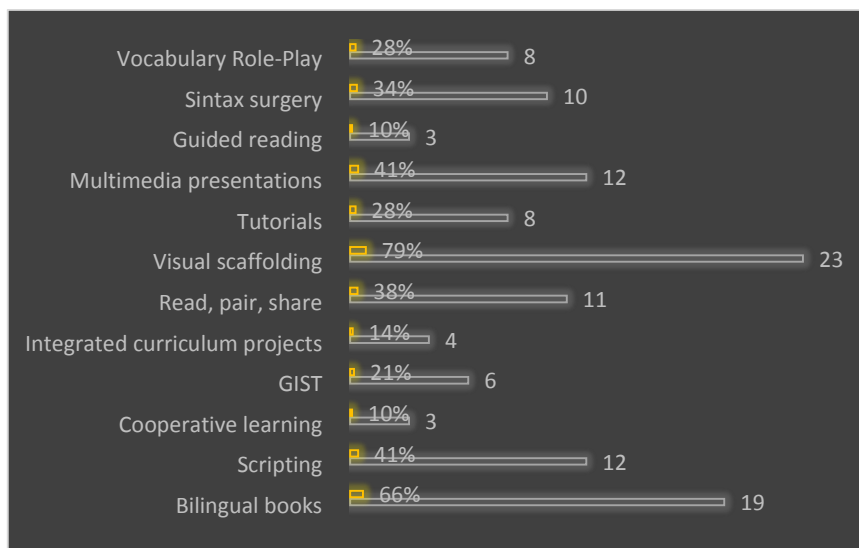 Vocabulary Role-Play 28% 8
Sintax surgery 34% 10
Guided reading 10% 3
Multimedia presentations 41% 12
Tutorials 28% 8
Visual scaffolding 79% 23
Read, pair, share 38% 11
Integrated curriculum projects 14% 4
GIST 21% 6
Cooperative learning 10% 3
Scripting 41% 12
Bilingual books 66% 19